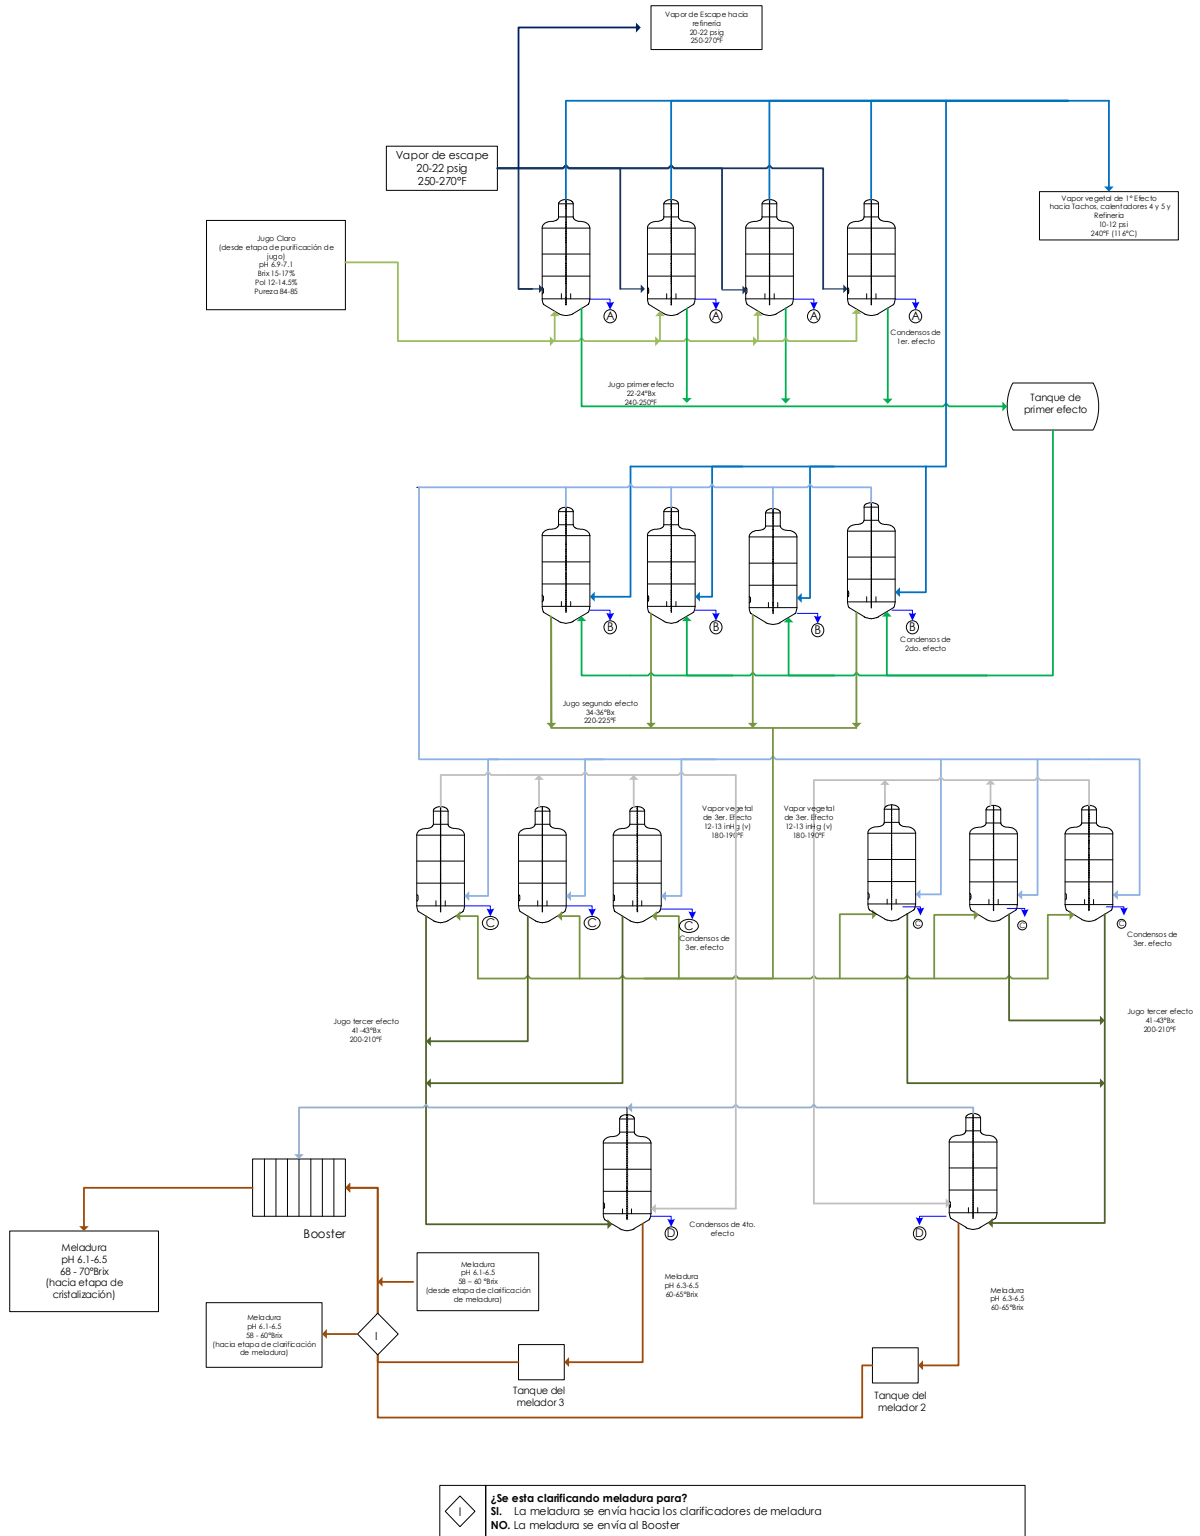 Vapor de Escape hacia
refinería
20-22 psig
250-270°F
Vapor de escape
20-22 psig
250-270°F
Vapor vegetal de 1° Efecto
hacia Tachos, calentadores 4 y 5 y
Refinería
10-12 psi
240°F (116°C)
Jugo Claro
(desde etapa de purificación de
jugo)
pH 6.9-7.1
Brix 15-17%
Pol 12-14.5%
Pureza 84-85
A
A
A
A
Condensos de
1er. efecto
Jugo primer efecto
22-24°Bx
240-250°F
Tanque de
primer efecto
B
B
B
B
Condensos de
2do. efecto
Jugo segundo efecto
34-36°Bx
220-225°F
Vapor vegetal
de 3er. Efecto
12-13 inHg (v)
180-190°F
Vapor vegetal
de 3er. Efecto
12-13 inHg (v)
180-190°F
C
C
C
Condensos de
3er. efecto
C
C
C
Condensos de
3er. efecto
Jugo tercer efecto
41-43°Bx
200-210°F
Jugo tercer efecto
41-43°Bx
200-210°F
Booster
D
Condensos de 4to.
efecto
D
Meladura
pH 6.1-6.5
68 - 70°Brix
(hacia etapa de
cristalización)
Meladura
pH 6.1-6.5
58 – 60 °Brix
(desde etapa de clarificación
de meladura)
Meladura
pH 6.3-6.5
60-65°Brix
Meladura
pH 6.3-6.5
60-65°Brix
Meladura
pH 6.1-6.5
58 - 60°Brix
(hacia etapa de clarificación
de meladura)
I
Tanque del
melador 3
Tanque del
melador 2
I
¿Se esta clarificando meladura para?
SI. La meladura se envía hacia los clarificadores de meladura
NO. La meladura se envía al Booster